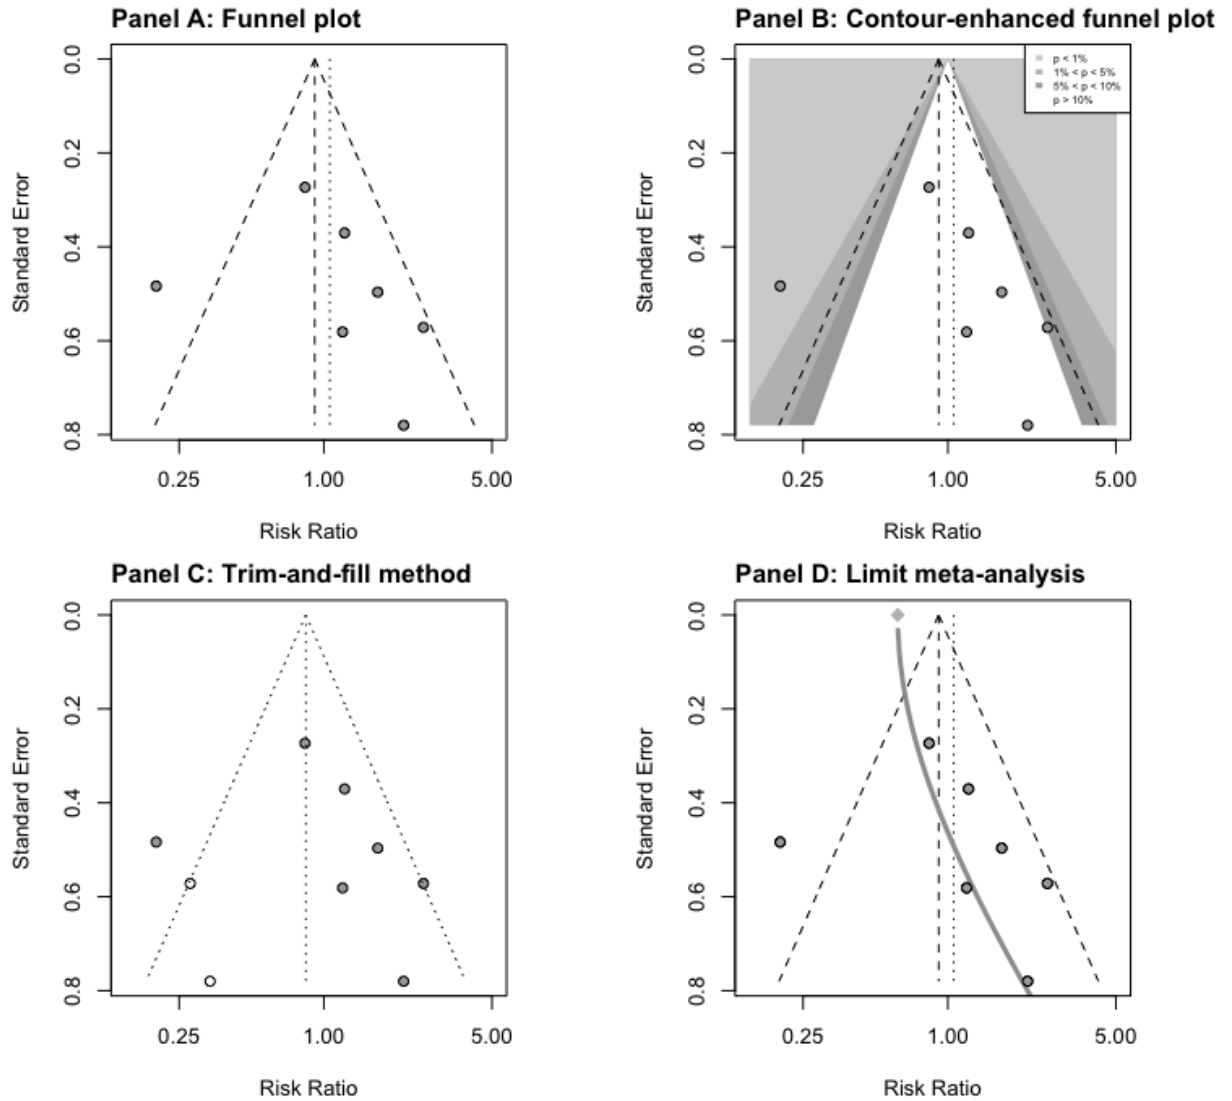 Panel A: Funnel plot
Standard Error
0.0
0.2
0.4
0.6
0.8
0.25 1.00 5.00
Risk Ratio
Panel B: Contour-enhanced funnel plot
Standard Error
0.0
0.2
0.4
0.6
0.8
p < 1%
1% < p < 5%
5% < p < 10%
p > 10%
0.25 1.00 5.00
Risk Ratio
Panel C: Trim-and-fill method
Standard Error
0.0
0.2
0.4
0.6
0.8
0.25 1.00 5.00
Risk Ratio
Panel D: Limit meta-analysis
Standard Error
0.0
0.2
0.4
0.6
0.8
0.25 1.00 5.00
Risk Ratio